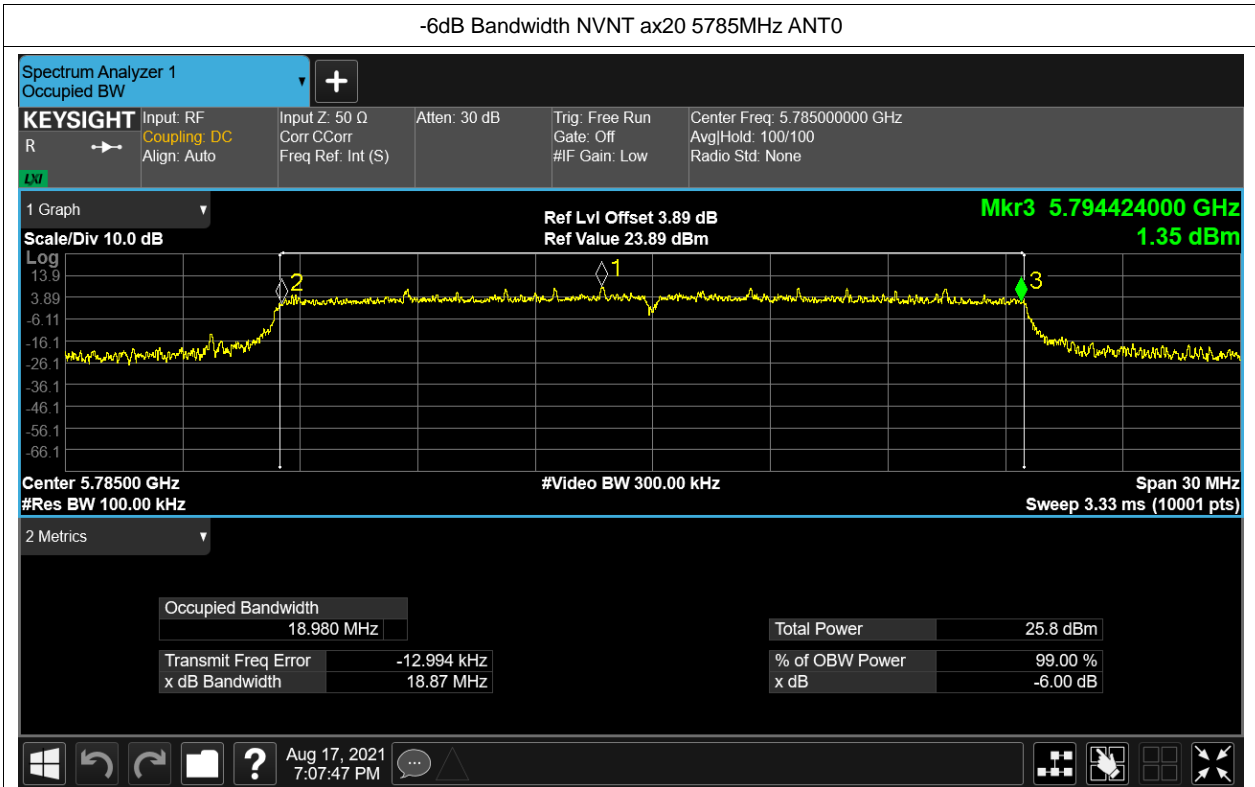 -6dB Bandwidth NVNT ax20 5785MHz ANT0
Spectrum Analyzer 1
Occupied BW
KEYSIGHT
R
LXI
Input: RF
Coupling: DC
Align: Auto
Input Z: 50 Ω
Corr CCorr
Freq Ref: Int (S)
Atten: 30 dB
Trig: Free Run
Gate: Off
#IF Gain: Low
Center Freq: 5.785000000 GHz
Avg|Hold: 100/100
Radio Std: None
1 Graph
Scale/Div 10.0 dB
Ref Lvl Offset 3.89 dB
Ref Value 23.89 dBm
Mkr3 5.794424000 GHz
1.35 dBm
Log
13.9
3.89
-6.11
-16.1
-26.1
-36.1
-46.1
-56.1
-66.1
2
1
3
Center 5.78500 GHz
#Res BW 100.00 kHz
#Video BW 300.00 kHz
Span 30 MHz
Sweep 3.33 ms (10001 pts)
2 Metrics
Occupied Bandwidth
18.980 MHz
Transmit Freq Error -12.994 kHz
x dB Bandwidth 18.87 MHz
Total Power 25.8 dBm
% of OBW Power 99.00 %
x dB -6.00 dB
?
Aug 17, 2021
7:07:47 PM